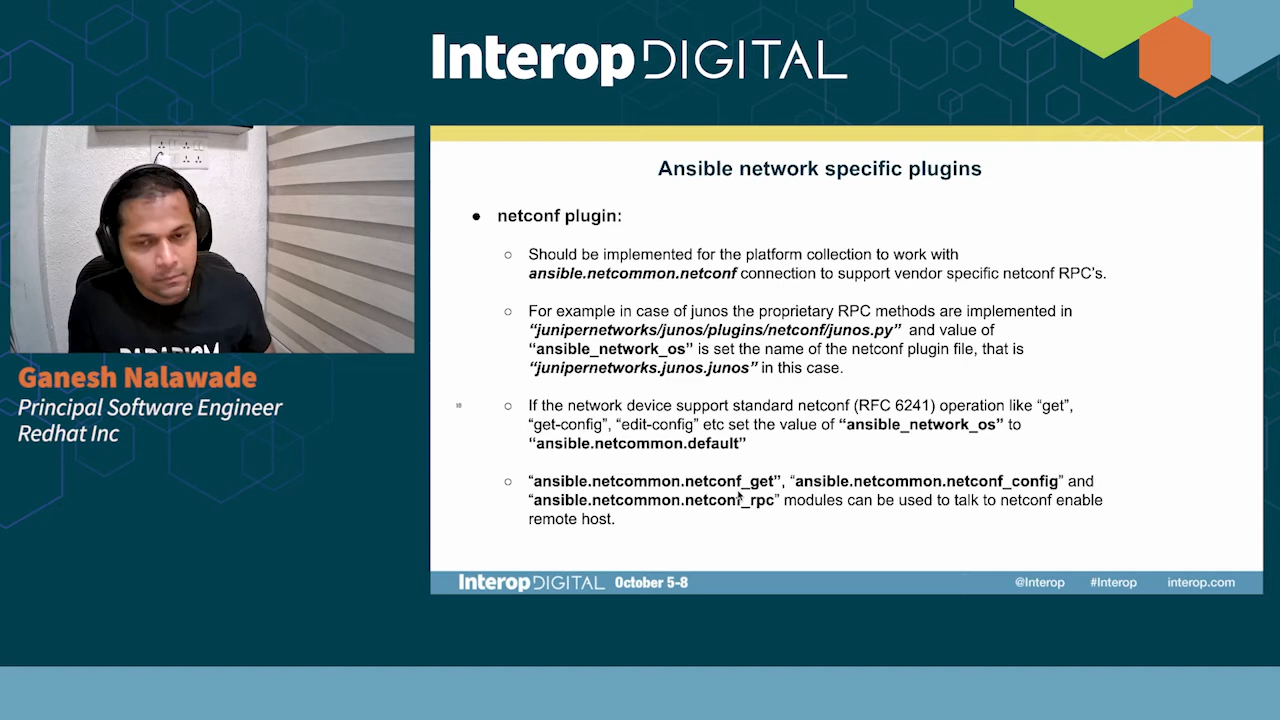 Interop DIGITAL
Ansible network specific plugins
● netconf plugin:
○ Should be implemented for the platform collection to work with
ansible.netcommon.netconf connection to support vendor specific netconf RPC's.
○ For example in case of junos the proprietary RPC methods are implemented in
“junipernetworks/junos/plugins/netconf/junos.py” and value of
“ansible_network_os” is set the name of the netconf plugin file, that is
“junipernetworks.junos.junos” in this case.
○ If the network device support standard netconf (RFC 6241) operation like “get”,
“get-config”, “edit-config” etc set the value of “ansible_network_os” to
“ansible.netcommon.default”
○ “ansible.netcommon.netconf_get”, “ansible.netcommon.netconf_config” and
“ansible.netcommon.netconf_rpc” modules can be used to talk to netconf enable
remote host.
Interop DIGITAL October 5-8
@Interop #Interop interop.com
Ganesh Nalawade
Principal Software Engineer
Redhat Inc